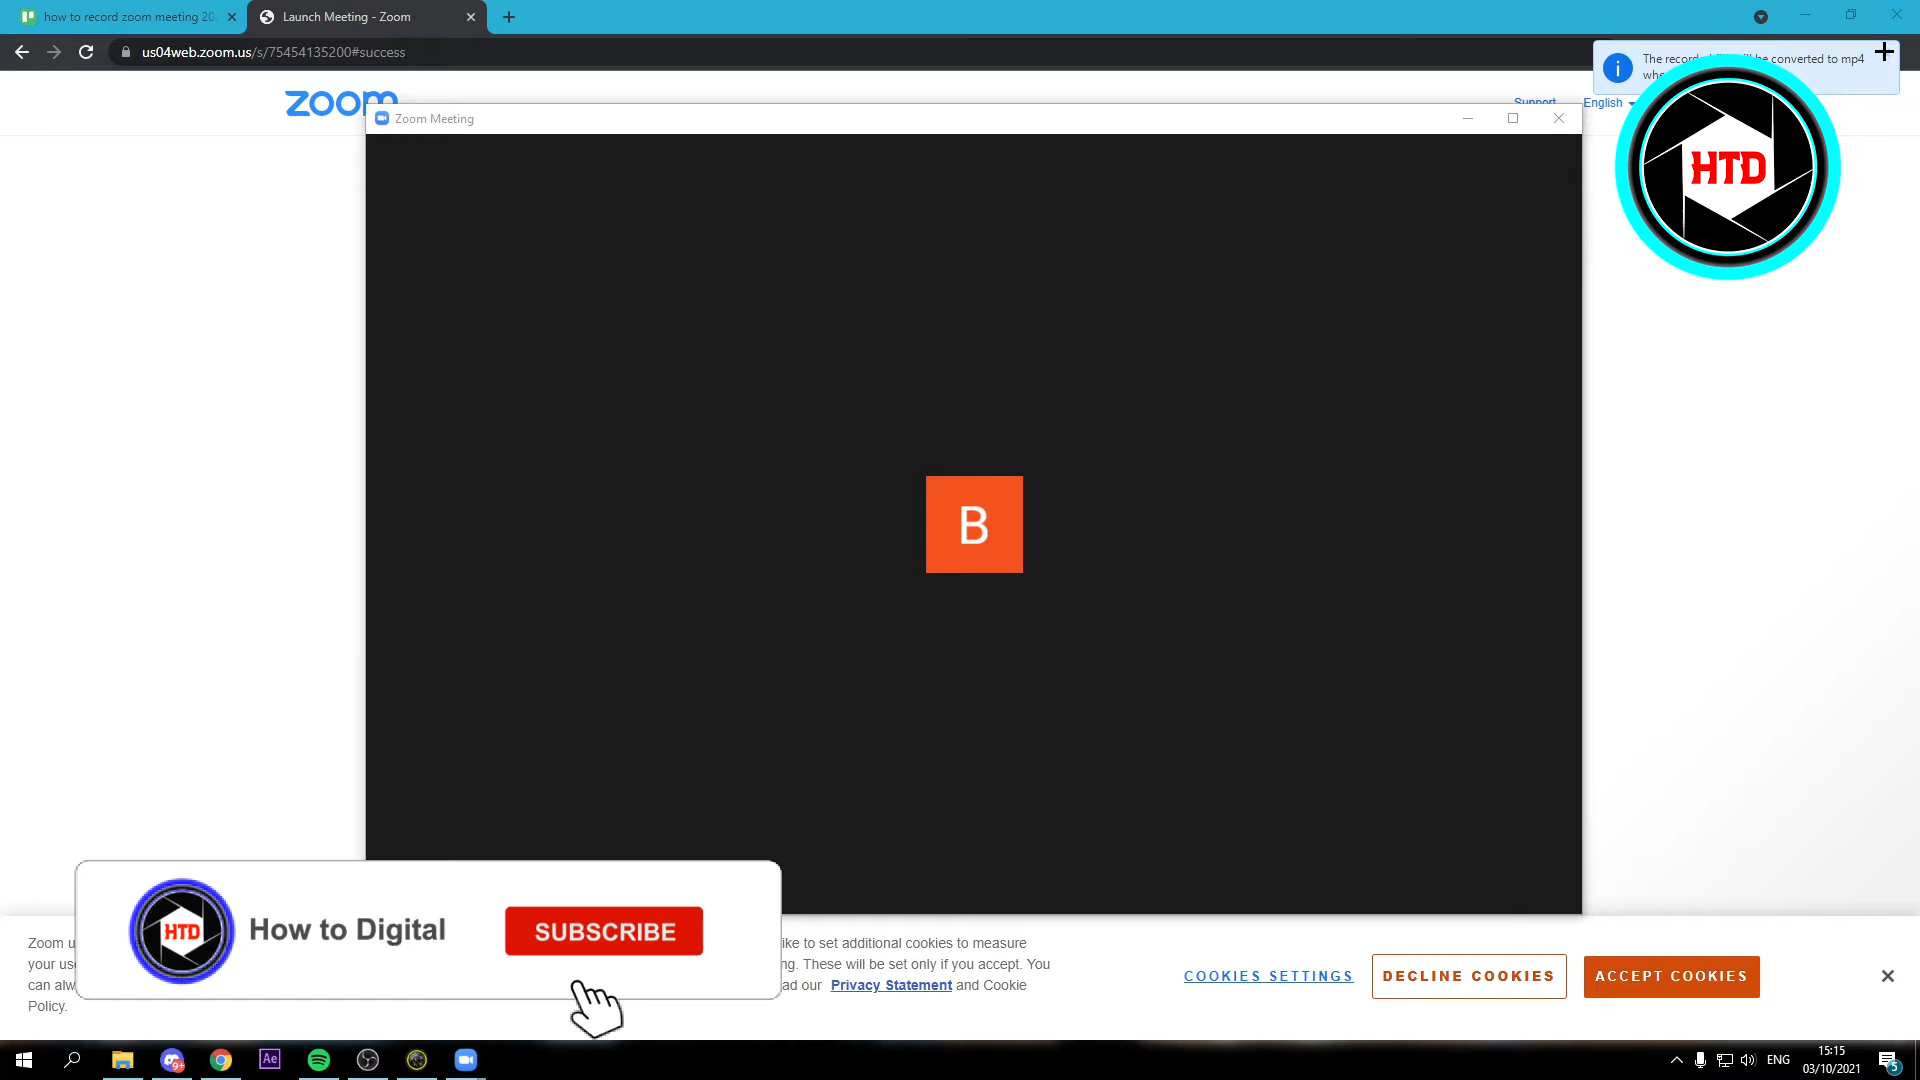 how to record zoom meeting 20
Launch Meeting - Zoom
us04web.zoom.us/s/75454135200#success
The record be converted to mp4
whe
zoom
Support
English
Zoom Meeting
HTD
B
HTD
How to Digital
SUBSCRIBE
Zoom u
ike to set additional cookies to measure
your us
ng. These will be set only if you accept. You
can alw
ad our Privacy Statement and Cookie
Policy.
COOKIES SETTINGS
DECLINE COOKIES
ACCEPT COOKIES
9+
Ae
ENG
15:15
03/10/2021
5